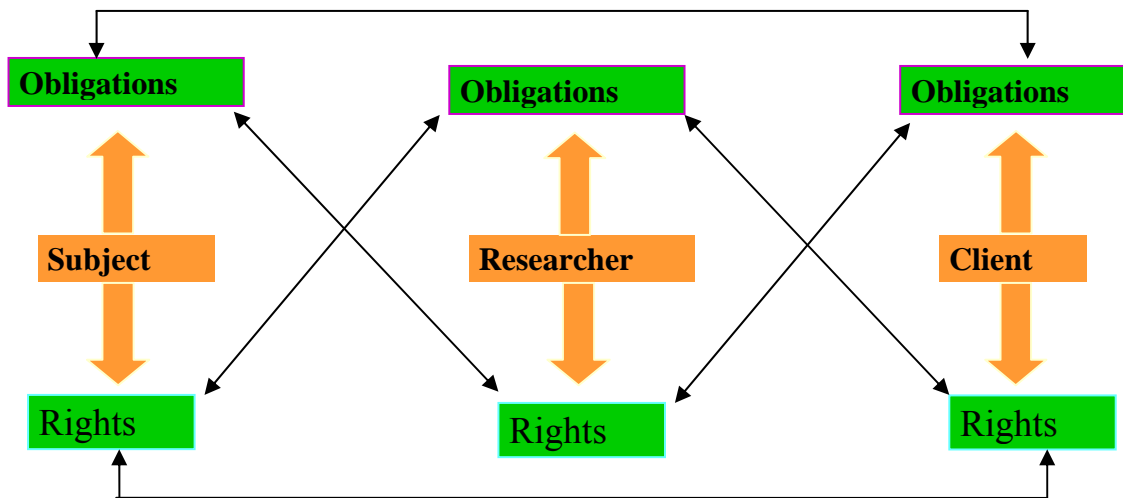 Obligations
Obligations
Obligations
Subject
Researcher
Client
Rights
Rights
Rights